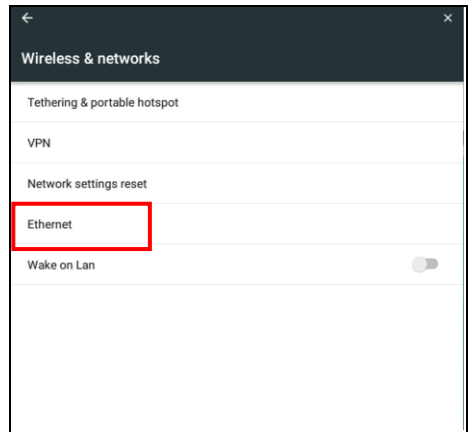 Wireless & networks
Tethering & portable hotspot
VPN
Network settings reset
Ethernet
Wake on Lan